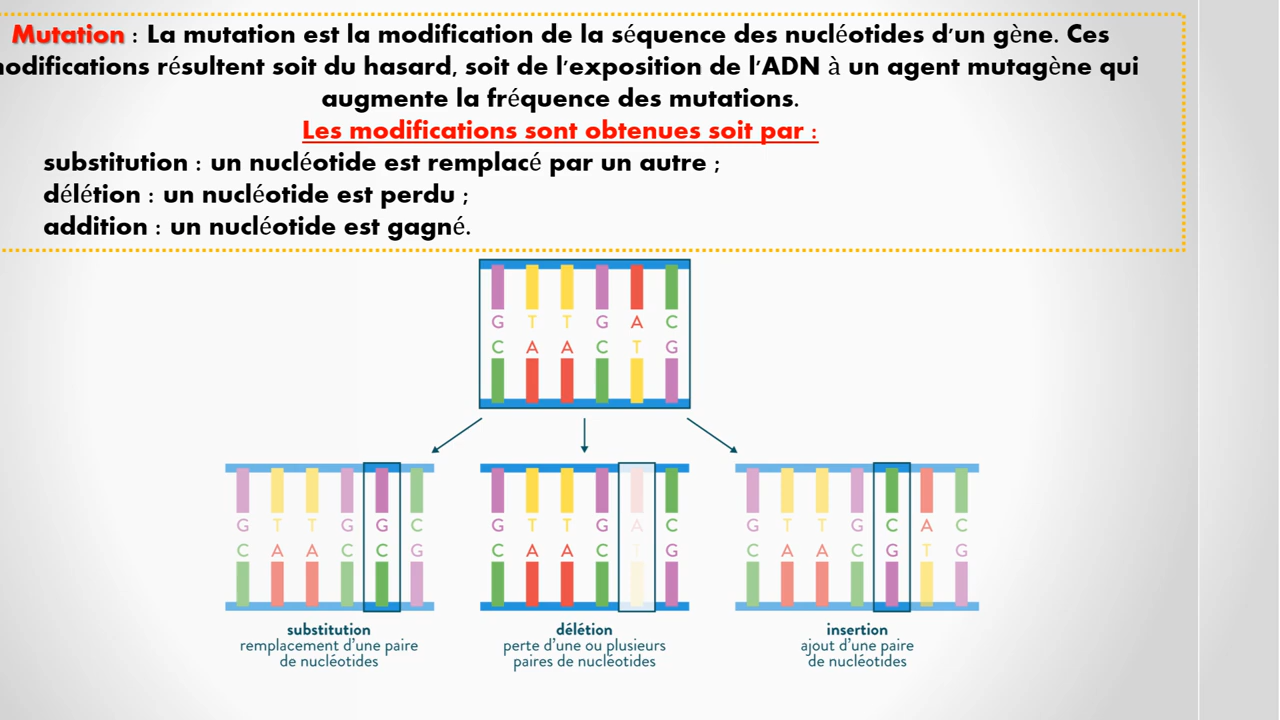 Mutation : La mutation est la modification de la séquence des nucléotides d'un gène. Ces
modifications résultent soit du hasard, soit de l'exposition de l'ADN à un agent mutagène qui
augmente la fréquence des mutations.
Les modifications sont obtenues soit par :
substitution : un nucléotide est remplacé par un autre ;
délétion : un nucléotide est perdu ;
addition : un nucléotide est gagné.
G T T G A C
C A A C T G
G T T G G C
C A A C C G
substitution
remplacement d'une paire
de nucléotides
G T T G A C
C A A C T G
délétion
perte d'une ou plusieurs
paires de nucléotides
G T T G C A C
C A A C G T G
insertion
ajout d'une paire
de nucléotides